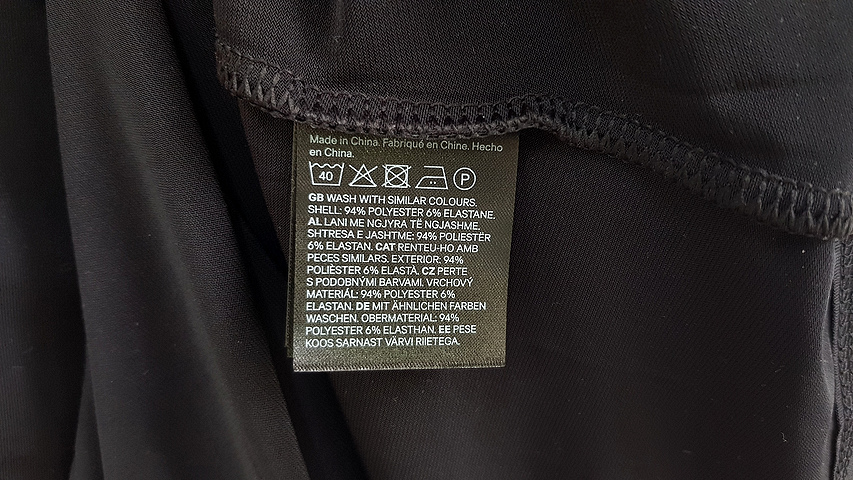 Made in China. Fabriqué en Chine. Hecho
en China.
40 P
GB WASH WITH SIMILAR COLOURS.
SHELL: 94% POLYESTER 6% ELASTANE.
AL LANI ME NGJYRA TË NGJASHME.
SHTRESA E JASHTME: 94% POLIESTËR
6% ELASTAN. CAT RENTEU-HO AMB
PECES SIMILARS. EXTERIOR: 94%
POLIÈSTER 6% ELASTÀ. CZ PERTE
S PODOBNÝMI BARVAMI. VRCHOVÝ
MATERIÁL: 94% POLYESTER 6%
ELASTAN. DE MIT ÄHNLICHEN FARBEN
WASCHEN. OBERMATERIAL: 94%
POLYESTER 6% ELASTHAN. EE PESE
KOOS SARNAST VÄRVI RIIETEGA.